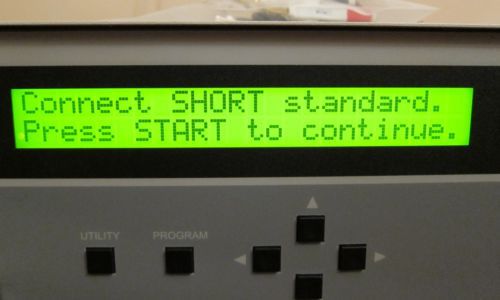 Connect SHORT standard.
Press START to continue.
UTILITY PROGRAM